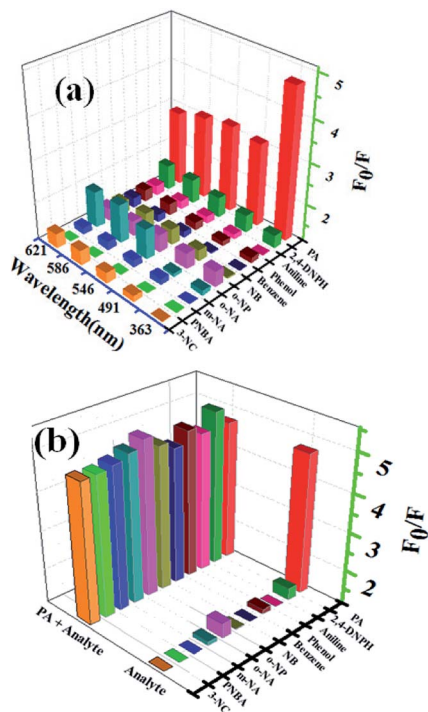 (a)
5
4
3
2
F0/F
621
586
546
491
363
Wavelength(nm)
3-NC
PNBA
m-NA
o-NA
o-NP
NB
Benzene
Phenol
Aniline
2,4-DNPH
PA
(b)
5
4
3
2
F0/F
PA + Analyte
Analyte
3-NC
PNBA
m-NA
o-NA
o-NP
NB
Benzene
Phenol
Aniline
2,4-DNPH
PA